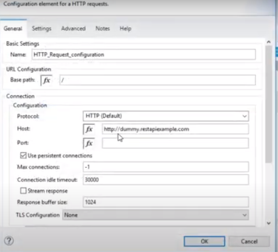 Configuration element for a HTTP requests.
General Settings Advanced Notes Help
Basic Settings
Name: HTTP_Request_configuration
URL Configuration
Base path: fx /
Connection
Configuration
Protocol: HTTP (Default)
Host: fx http://dummy.restapiexample.com
Port: fx
Use persistent connections
Max connections: -1
Connection idle timeout: 30000
Stream response
Response buffer size: 1024
TLS Configuration None
? OK Cancel